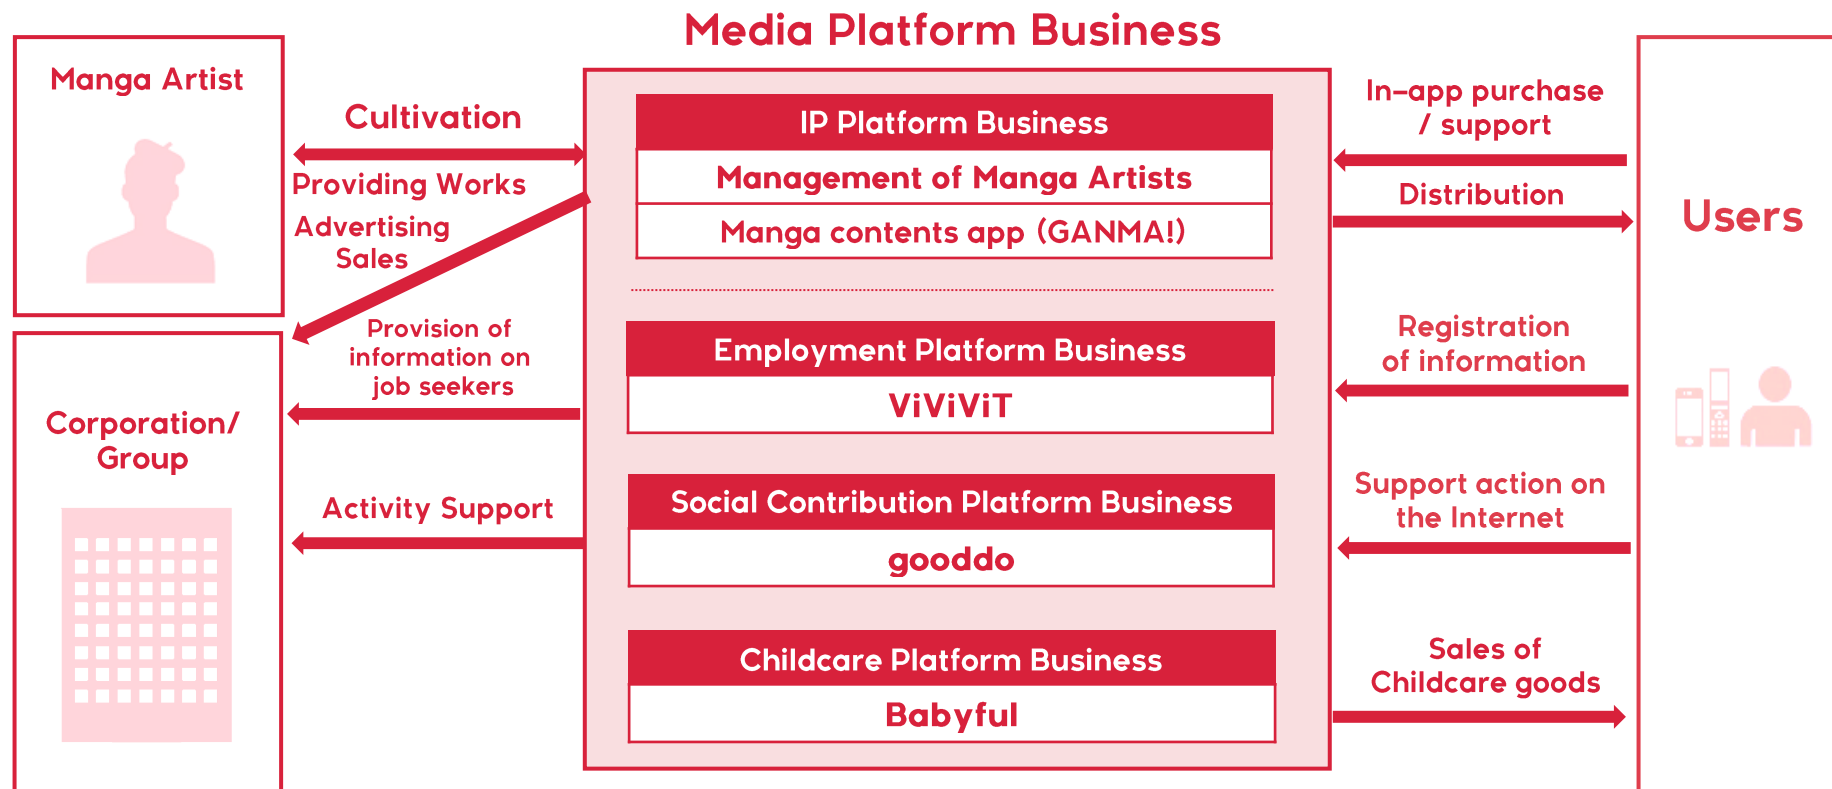 Media Platform Business
Manga Artist
Cultivation
Providing Works
Advertising
Sales
Provision of
information on
job seekers
Corporation/
Group
Activity Support
IP Platform Business
Management of Manga Artists
Manga contents app (GANMA!)
Employment Platform Business
ViViViT
Social Contribution Platform Business
gooddo
Childcare Platform Business
Babyful
In-app purchase
/ support
Distribution
Registration
of information
Support action on
the Internet
Sales of
Childcare goods
Users